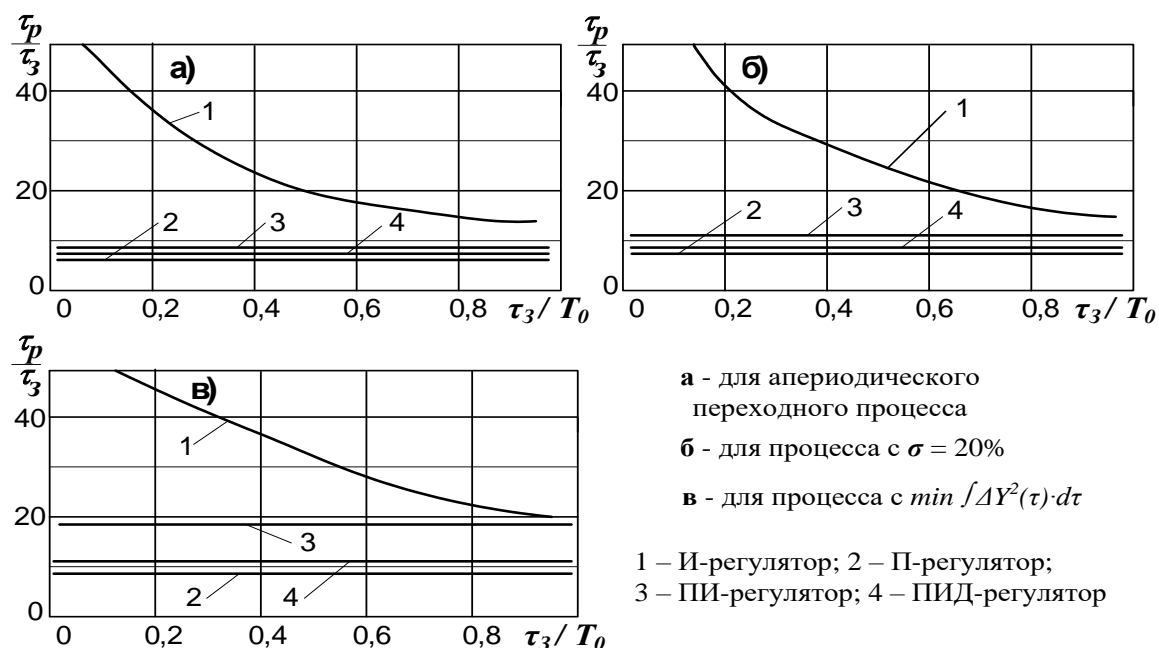 τр/τз
а)
40
20
0
1
2
3
4
0 0,2 0,4 0,6 0,8 τз / T0
τр/τз
б)
40
20
0
1
2
3
4
0 0,2 0,4 0,6 0,8 τз / T0
τр/τз
в)
40
20
0
1
3
2
4
0 0,2 0,4 0,6 0,8 τз / T0
а - для апериодического
переходного процесса
б - для процесса с σ = 20%
в - для процесса с min ∫ΔY²(τ)·dτ
1 – И-регулятор; 2 – П-регулятор;
3 – ПИ-регулятор; 4 – ПИД-регулятор